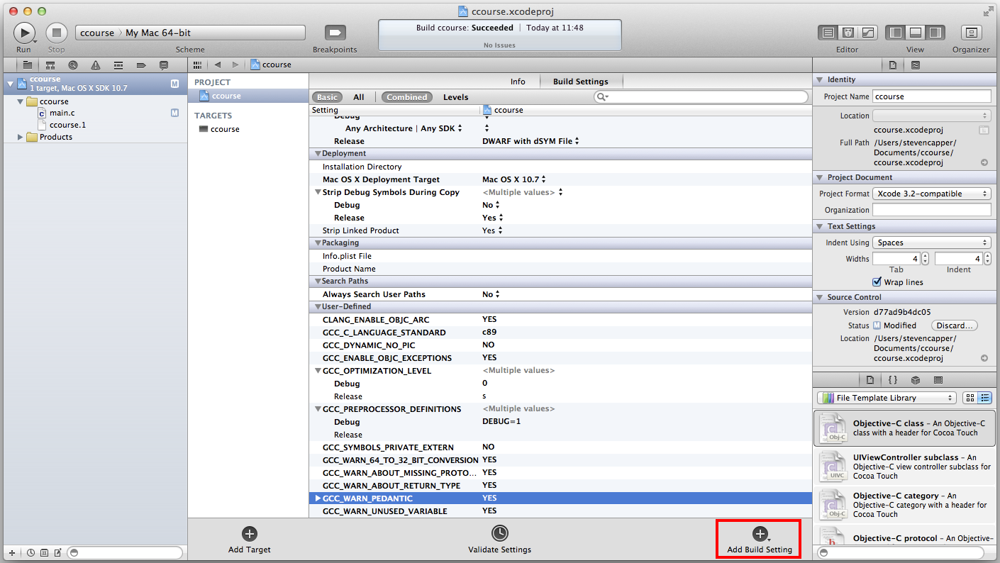 ccourse.xcodeproj
Run
Stop
ccourse 〉 My Mac 64-bit
Scheme
Breakpoints
Build ccourse: Succeeded | Today at 11:48
No Issues
Editor
View
Organizer
ccourse
1 target, Mac OS X SDK 10.7
M
ccourse
main.c
M
ccourse.1
Products
ccourse
PROJECT
ccourse
TARGETS
ccourse
Info
Build Settings
Basic
All
Combined
Levels
Setting
ccourse
Debug
Any Architecture | Any SDK
Release
DWARF with dSYM File
Deployment
Installation Directory
Mac OS X Deployment Target
Mac OS X 10.7
Strip Debug Symbols During Copy
<Multiple values>
Debug
No
Release
Yes
Strip Linked Product
Yes
Packaging
Info.plist File
Product Name
Search Paths
Always Search User Paths
No
User-Defined
CLANG_ENABLE_OBJC_ARC
YES
GCC_C_LANGUAGE_STANDARD
c89
GCC_DYNAMIC_NO_PIC
NO
GCC_ENABLE_OBJC_EXCEPTIONS
YES
GCC_OPTIMIZATION_LEVEL
<Multiple values>
Debug
0
Release
s
GCC_PREPROCESSOR_DEFINITIONS
<Multiple values>
Debug
DEBUG=1
Release
GCC_SYMBOLS_PRIVATE_EXTERN
NO
GCC_WARN_64_TO_32_BIT_CONVERSION
YES
GCC_WARN_ABOUT_MISSING_PROTO...
YES
GCC_WARN_ABOUT_RETURN_TYPE
YES
GCC_WARN_PEDANTIC
YES
GCC_WARN_UNUSED_VARIABLE
YES
Add Target
Validate Settings
Add Build Setting
Identity
Project Name
ccourse
Location
ccourse.xcodeproj
Full Path
/Users/stevencapper/
Documents/ccourse/
ccourse.xcodeproj
Project Document
Project Format
Xcode 3.2-compatible
Organization
Text Settings
Indent Using
Spaces
Widths
4
4
Tab
Indent
Wrap lines
Source Control
Version
d77ad9b4dc05
Status
M Modified
Discard...
Location
/Users/stevencapper/
Documents/ccourse/
ccourse.xcodeproj
{ }
File Template Library
Objective-C class – An Objective-C
class with a header for Cocoa Touch
Obj-C
UIViewController subclass – An
Objective-C view controller subclass for
Cocoa Touch
UIVC
Objective-C category – An
Objective-C category with a header for
Cocoa Touch
Obj-C
Objective-C protocol – An Objective-